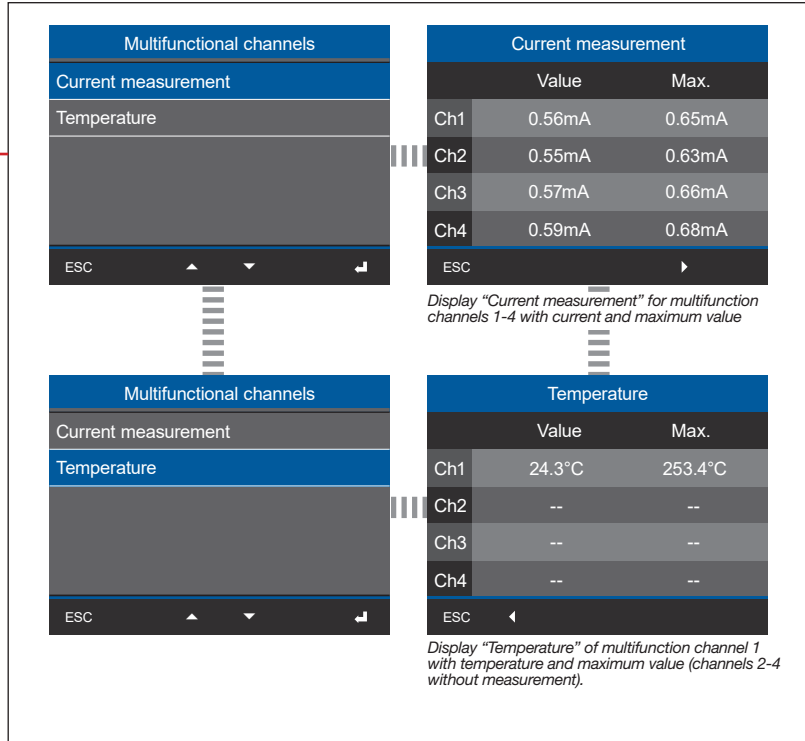 Multifunctional channels
Current measurement
Temperature
ESC
Current measurement
Value Max.
Ch1 0.56mA 0.65mA
Ch2 0.55mA 0.63mA
Ch3 0.57mA 0.66mA
Ch4 0.59mA 0.68mA
ESC
Display “Current measurement” for multifunction
channels 1-4 with current and maximum value
Multifunctional channels
Current measurement
Temperature
ESC
Temperature
Value Max.
Ch1 24.3°C 253.4°C
Ch2 -- --
Ch3 -- --
Ch4 -- --
ESC
Display “Temperature” of multifunction channel 1
with temperature and maximum value (channels 2-4
without measurement).